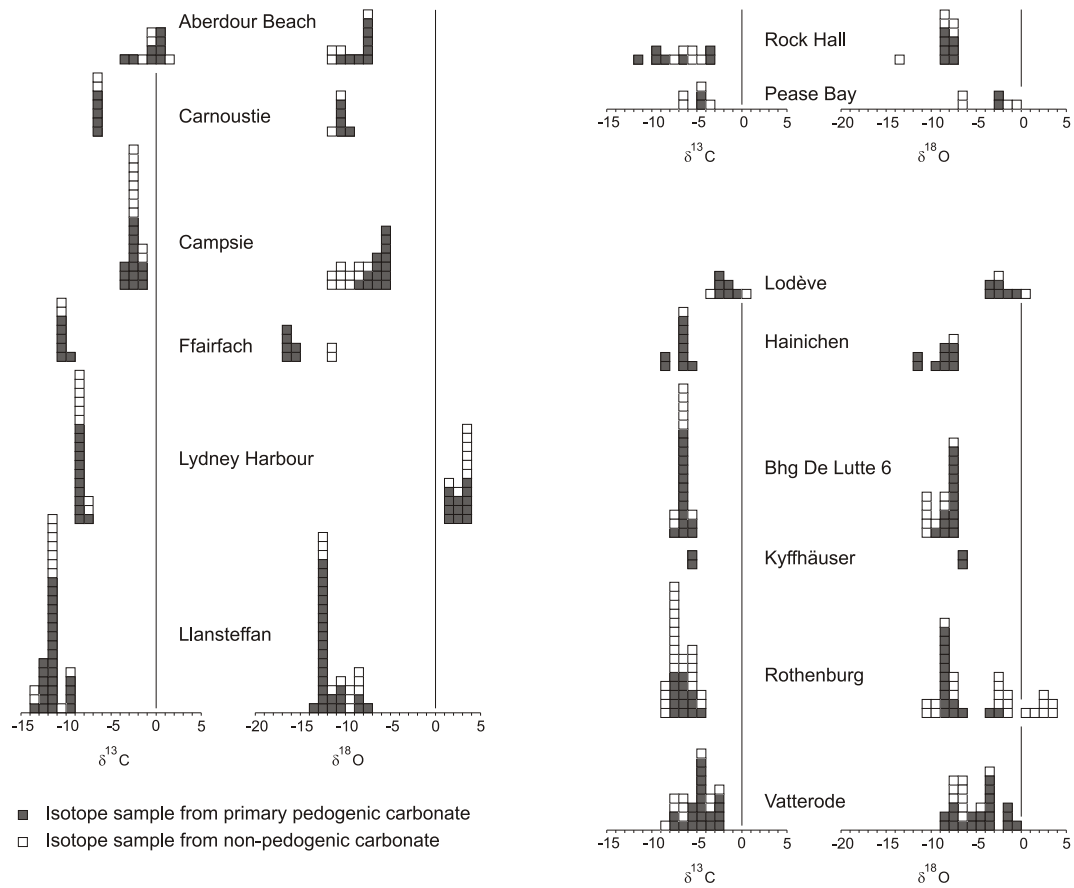 Aberdour Beach
Carnoustie
Campsie
Ffairfach
Lydney Harbour
Llansteffan
-15 -10 -5 0 5
δ13C
-20 -15 -10 -5 0 5
δ18O
Isotope sample from primary pedogenic carbonate
Isotope sample from non-pedogenic carbonate
Rock Hall
Pease Bay
-15 -10 -5 0 5
δ13C
-20 -15 -10 -5 0 5
δ18O
Lodève
Hainichen
Bhg De Lutte 6
Kyffhäuser
Rothenburg
Vatterode
-15 -10 -5 0 5
δ13C
-20 -15 -10 -5 0 5
δ18O